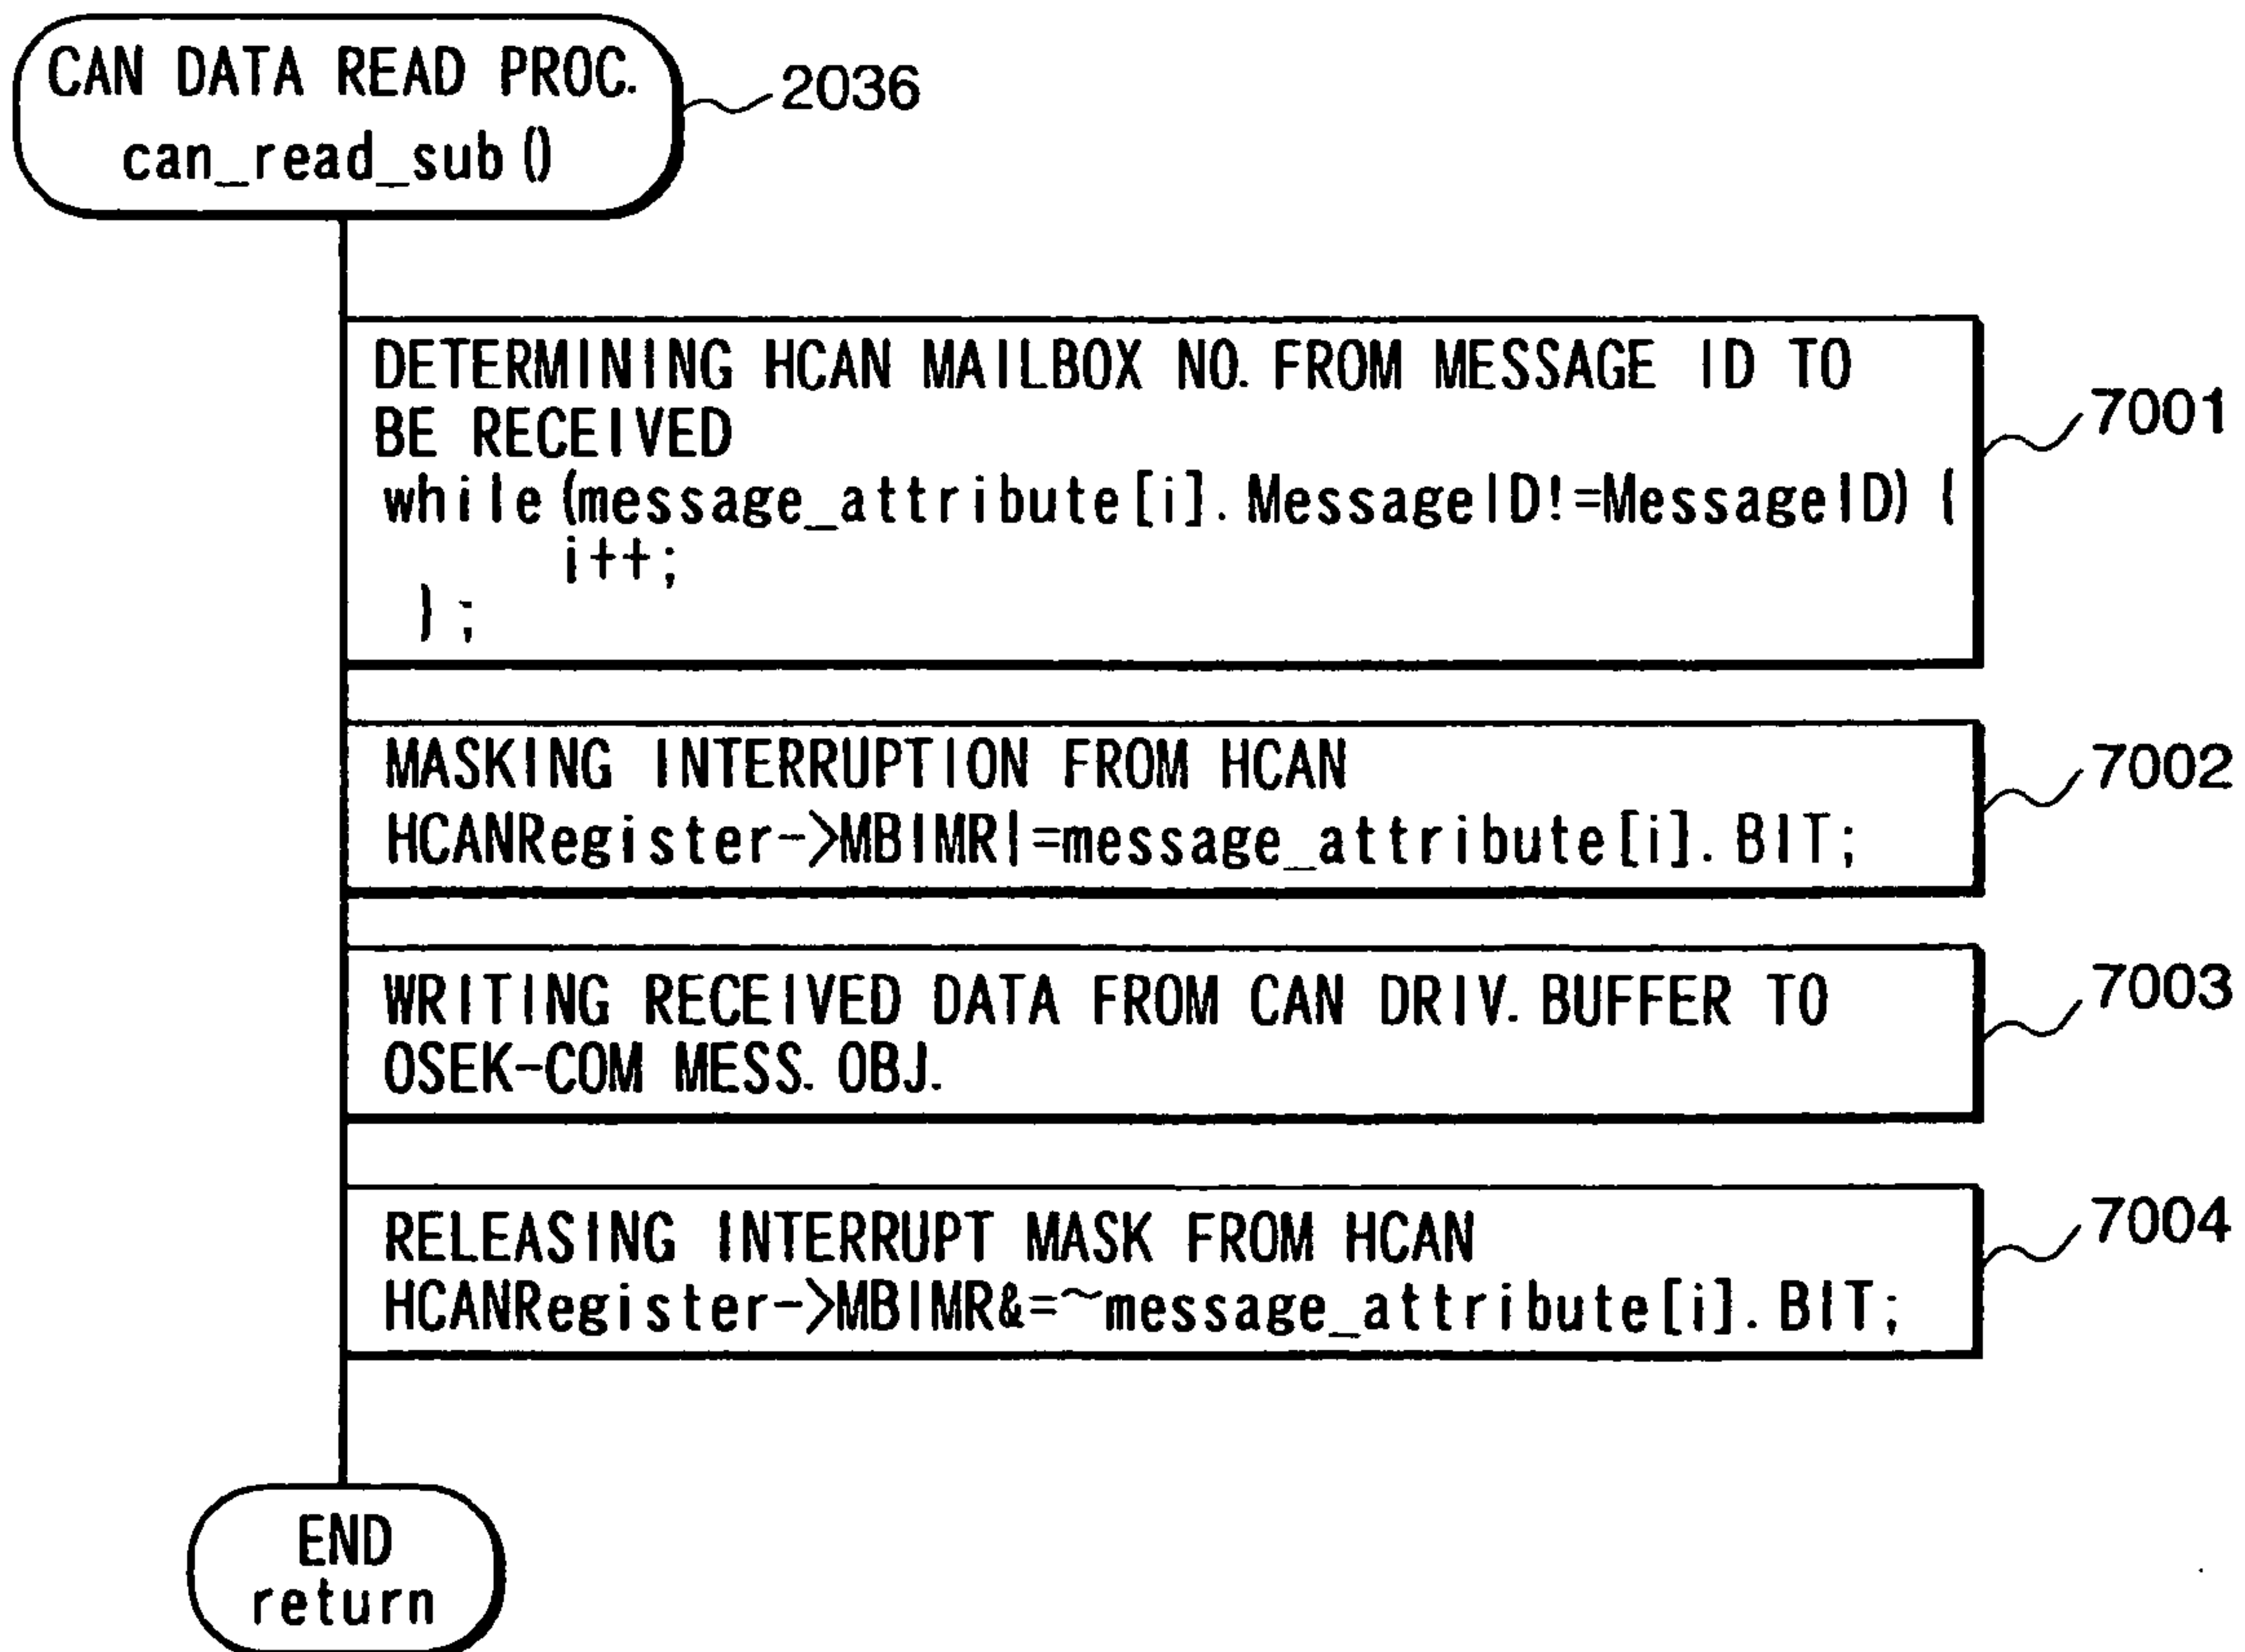 CAN DATA READ PROC.
can_read_sub()
2036
DETERMINING HCAN MAILBOX NO. FROM MESSAGE ID TO
BE RECEIVED
while(message_attribute[i].MessageID!=MessageID) {
i++;
};
7001
MASKING INTERRUPTION FROM HCAN
HCANRegister->MBIMR|=message_attribute[i].BIT;
7002
WRITING RECEIVED DATA FROM CAN DRIV. BUFFER TO
OSEK-COM MESS. OBJ.
7003
RELEASING INTERRUPT MASK FROM HCAN
HCANRegister->MBIMR&=~message_attribute[i].BIT;
7004
END
return